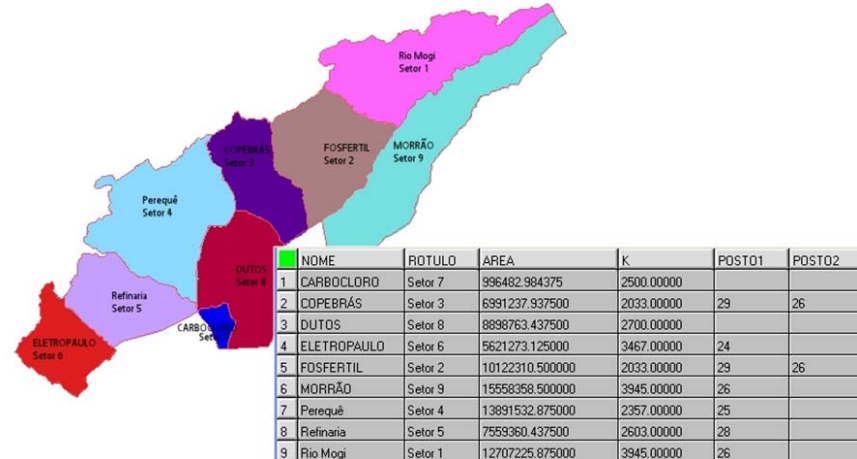 Rio Mogi
Setor 1
COPEBRÁS
Setor 3
FOSFERTIL
Setor 2
MORRÃO
Setor 9
Perequê
Setor 4
DUTOS
Setor 8
Refinaria
Setor 5
CARBOCLORO
Setor
ELETROPAULO
Setor 6
NOME ROTULO AREA K POSTO1 POSTO2
1 CARBOCLORO Setor 7 996482.984375 2500.00000
2 COPEBRÁS Setor 3 6991237.937500 2033.00000 29 26
3 DUTOS Setor 8 8898763.437500 2700.00000
4 ELETROPAULO Setor 6 5621273.125000 3467.00000 24
5 FOSFERTIL Setor 2 10122310.500000 2033.00000 29 26
6 MORRÃO Setor 9 15558358.500000 3945.00000 26
7 Perequê Setor 4 13891532.875000 2357.00000 25
8 Refinaria Setor 5 7559360.437500 2603.00000 28
9 Rio Mogi Setor 1 12707225.875000 3945.00000 26